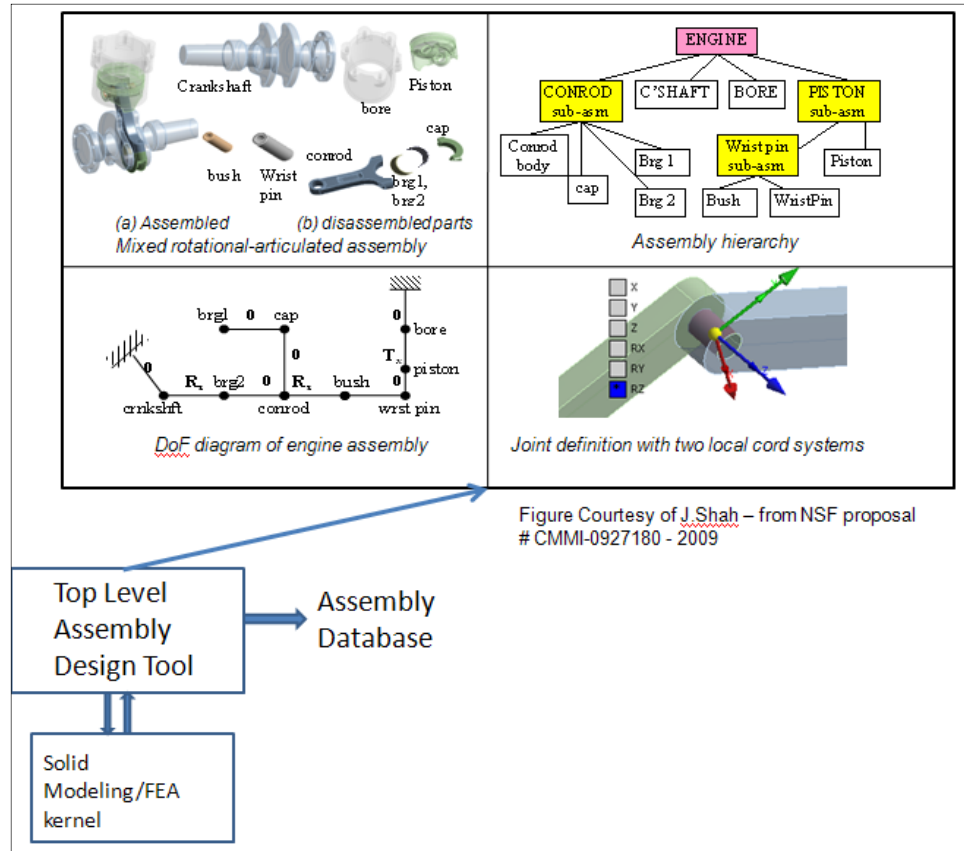 Crankshaft
bore
Piston
cap
bush
Wrist
pin
conrod
brg1,
brg2
(a) Assembled
(b) disassembled parts
Mixed rotational-articulated assembly
ENGINE
CONROD
sub-asm
C'SHAFT
BORE
PISTON
sub-asm
Conrod
body
cap
Brg 1
Brg 2
Wrist pin
sub-asm
Piston
Bush
WristPin
Assembly hierarchy
brg1
0
cap
0
bore
0
0
Tx
piston
Rx
brg2
0
Rx
bush
0
crnkshft
conrod
wrst pin
DoF diagram of engine assembly
X
Y
Z
RX
RY
RZ
Z
Joint definition with two local cord systems
Figure Courtesy of J.Shah – from NSF proposal
# CMMI-0927180 - 2009
Top Level
Assembly
Design Tool
Assembly
Database
Solid
Modeling/FEA
kernel